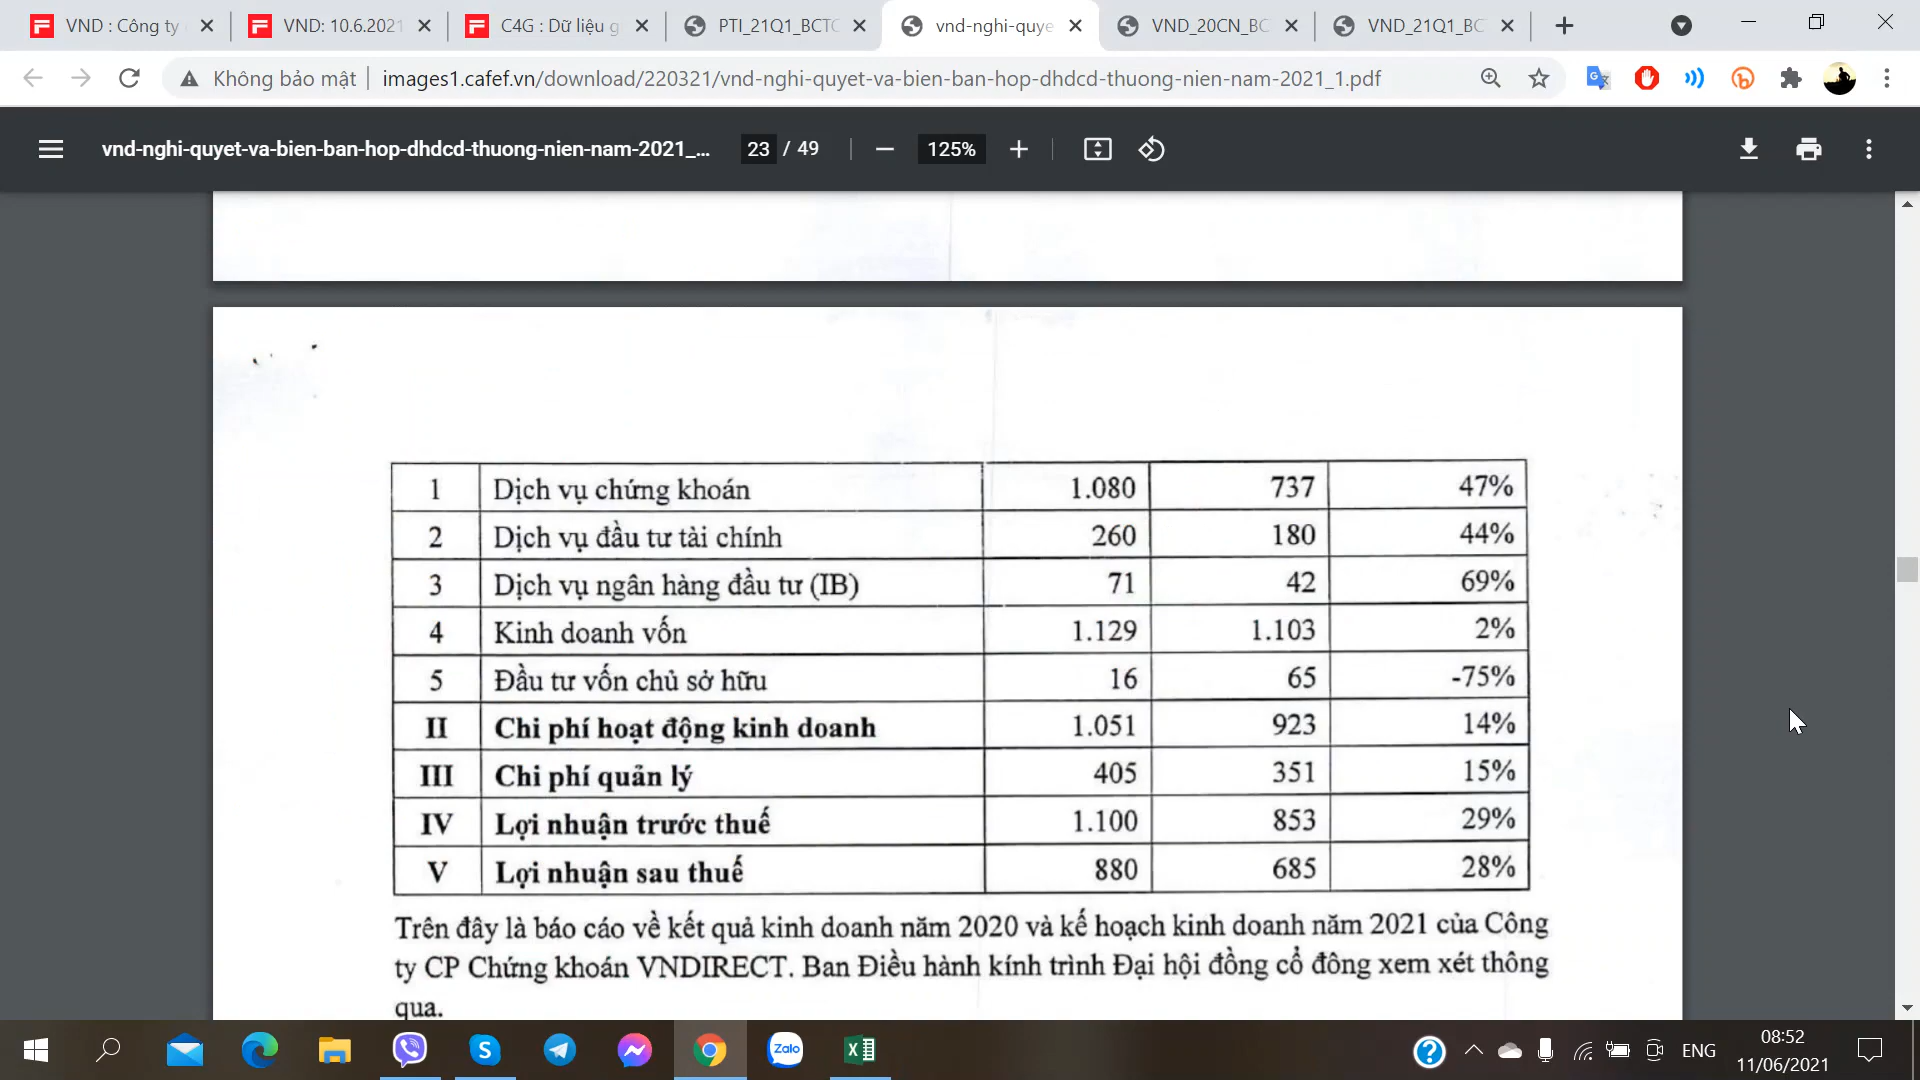 VND : Công ty
VND: 10.6.2021
C4G : Dữ liệu g
PTI_21Q1_BCTC
vnd-nghi-quye
VND_20CN_BC
VND_21Q1_BC
Không bảo mật
images1.cafef.vn/download/220321/vnd-nghi-quyet-va-bien-ban-hop-dhdcd-thuong-nien-nam-2021_1.pdf
vnd-nghi-quyet-va-bien-ban-hop-dhdcd-thuong-nien-nam-2021_... 23 / 49 125%
1 Dịch vụ chứng khoán 1.080 737 47%
2 Dịch vụ đầu tư tài chính 260 180 44%
3 Dịch vụ ngân hàng đầu tư (IB) 71 42 69%
4 Kinh doanh vốn 1.129 1.103 2%
5 Đầu tư vốn chủ sở hữu 16 65 -75%
II Chi phí hoạt động kinh doanh 1.051 923 14%
III Chi phí quản lý 405 351 15%
IV Lợi nhuận trước thuế 1.100 853 29%
V Lợi nhuận sau thuế 880 685 28%
Trên đây là báo cáo về kết quả kinh doanh năm 2020 và kế hoạch kinh doanh năm 2021 của Công
ty CP Chứng khoán VNDIRECT. Ban Điều hành kính trình Đại hội đồng cổ đông xem xét thông
qua.
Zalo
ENG
08:52
11/06/2021